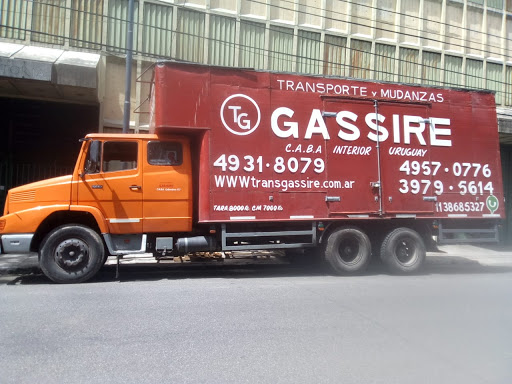 TRANSPORTE Y MUDANZAS
TG
GASSIRE
C.A.B.A INTERIOR URUGUAY
4931-8079
4957-0776
WWW.transgassire.com.ar
3979-5614
1138685327